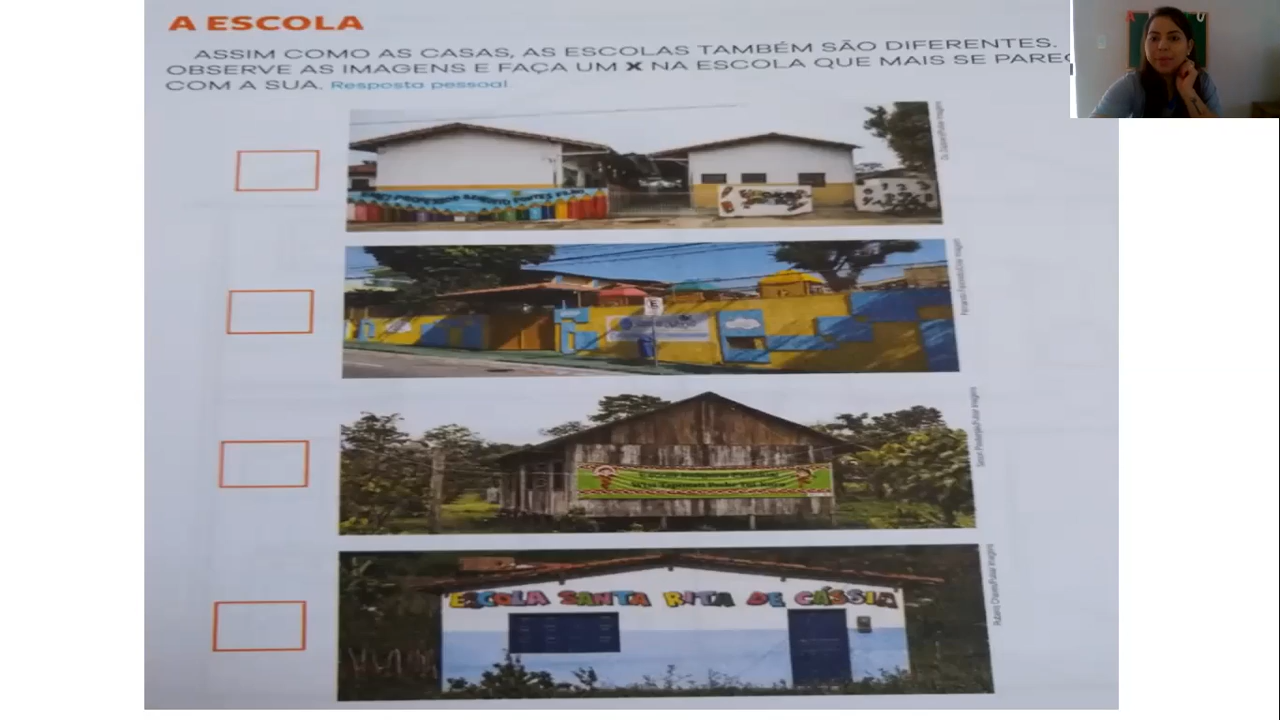 A ESCOLA
ASSIM COMO AS CASAS, AS ESCOLAS TAMBÉM SÃO DIFERENTES.
OBSERVE AS IMAGENS E FAÇA UM X NA ESCOLA QUE MAIS SE PAREC
COM A SUA. Resposta pessoal
E
ESCOLA SANTA RITA DE CÁSSIA